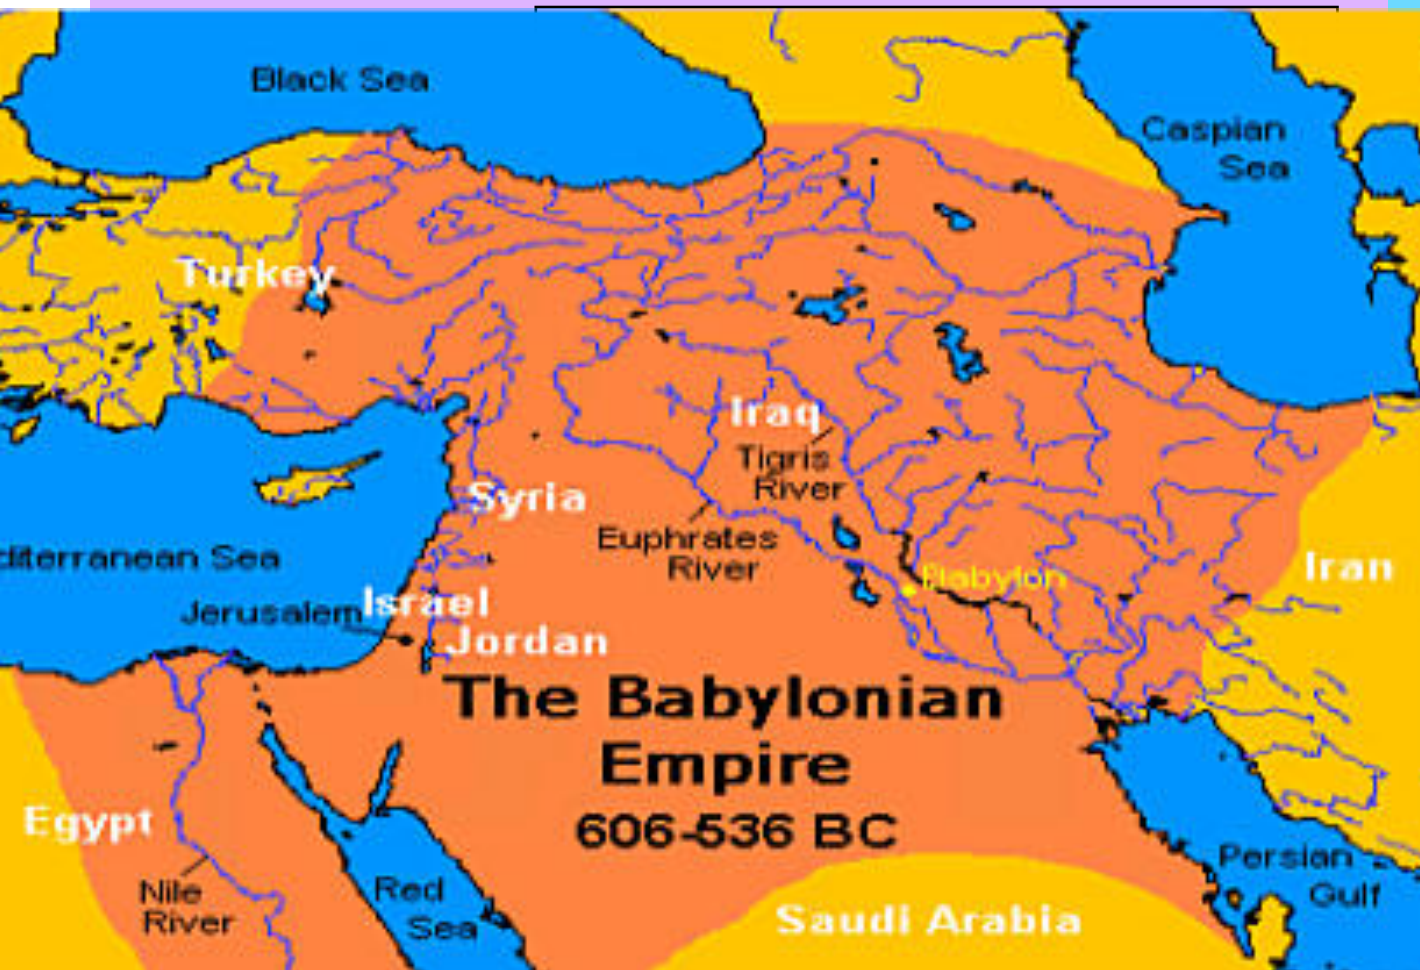 Black Sea
Caspian
Sea
Turkey
Iraq
Tigris
River
Syria
Euphrates
River
diterranean Sea
Iran
Babylon
Israel
Jerusalem
Jordan
The Babylonian
Empire
606-536 BC
Egypt
Nile
River
Red
Sea
Persian
Gulf
Saudi Arabia